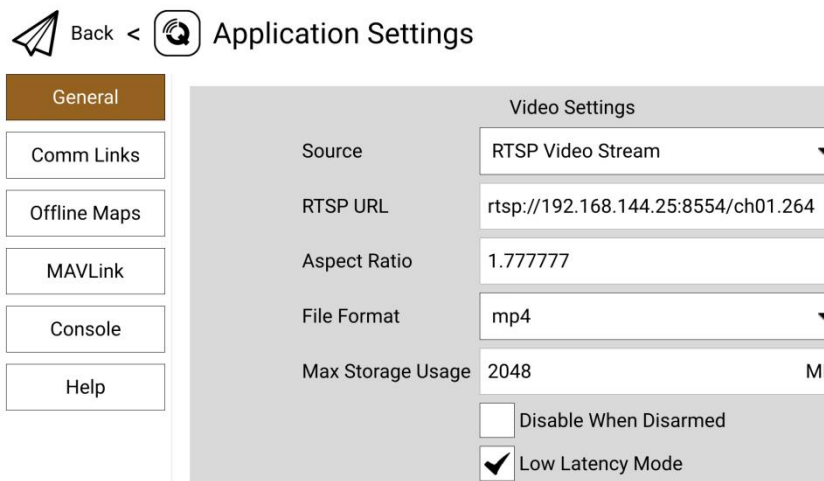 Back < Application Settings
General
Comm Links
Offline Maps
MAVLink
Console
Help
Video Settings
Source RTSP Video Stream
RTSP URL rtsp://192.168.144.25:8554/ch01.264
Aspect Ratio 1.777777
File Format mp4
Max Storage Usage 2048 M
Disable When Disarmed
Low Latency Mode